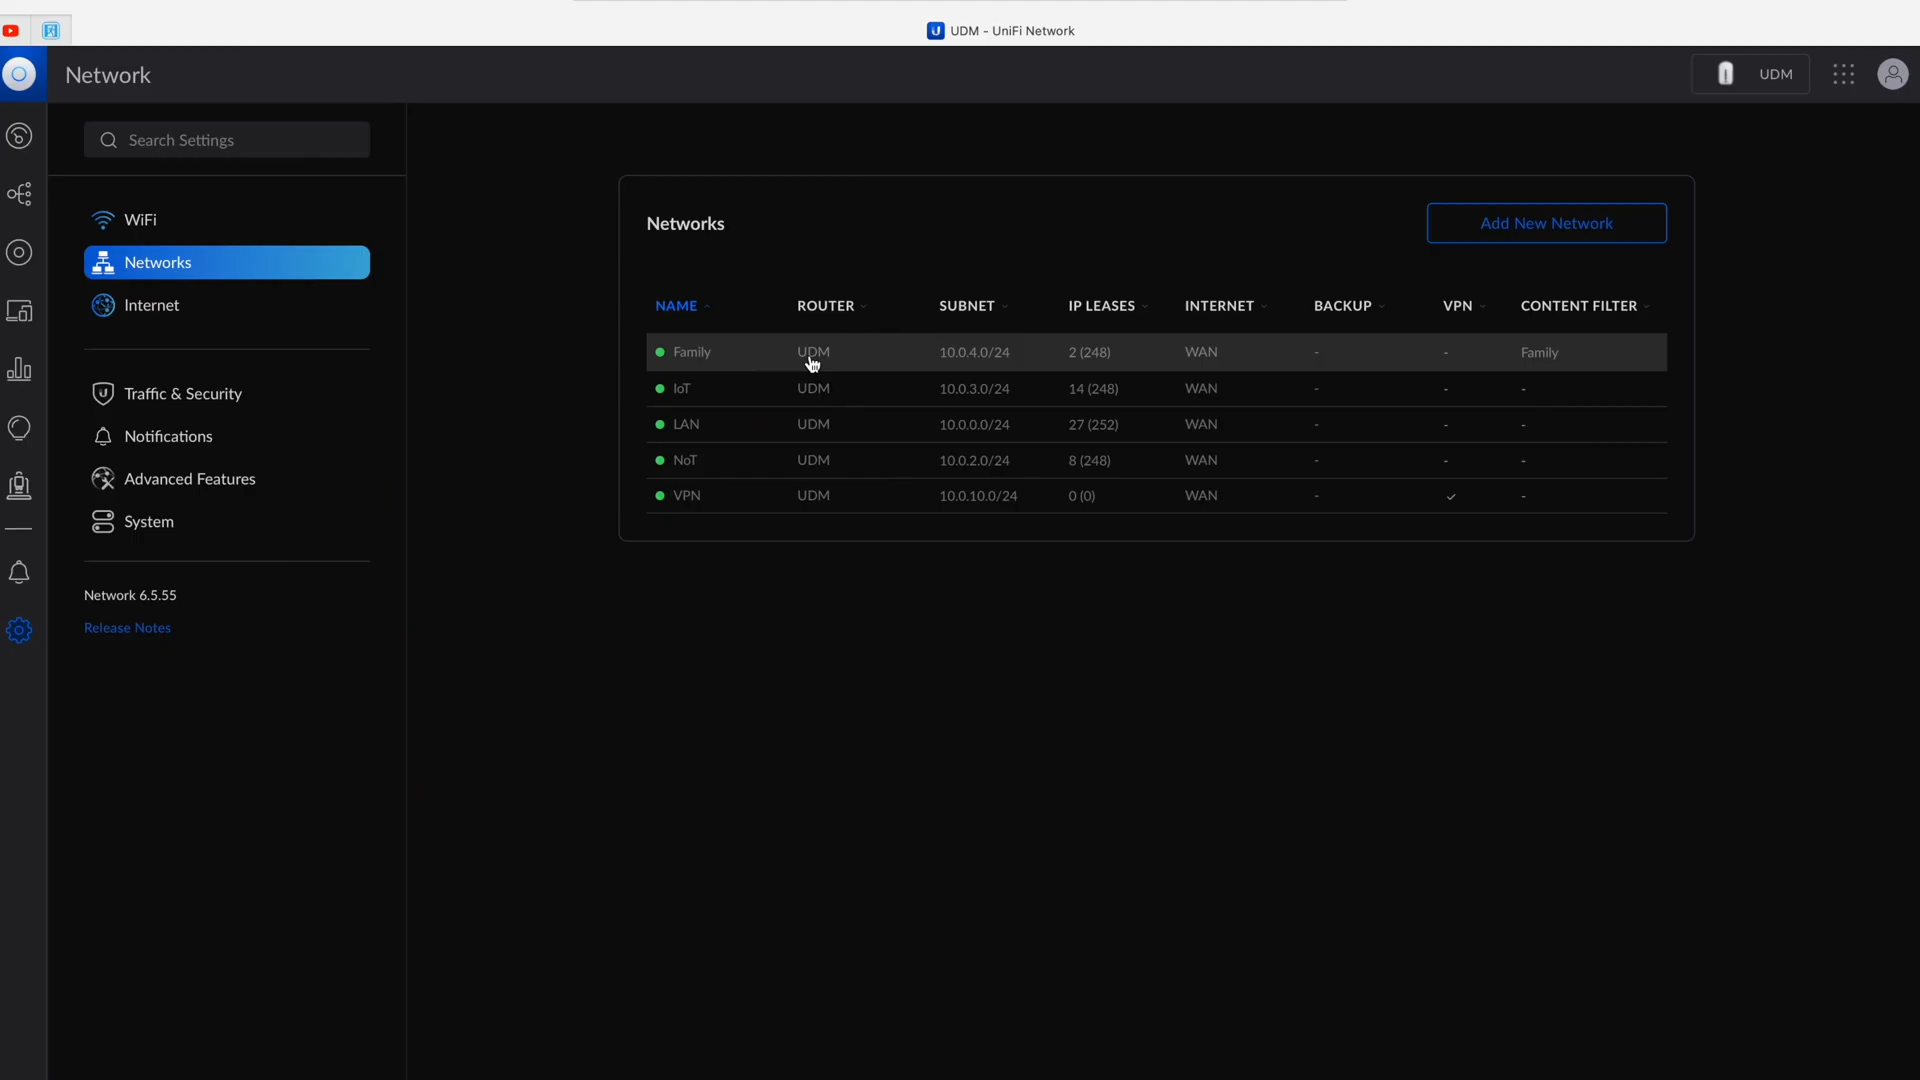 UDM - UniFi Network
Network
UDM
Search Settings
WiFi
Networks
Internet
Traffic & Security
Notifications
Advanced Features
System
Network 6.5.55
Release Notes
Networks
Add New Network
NAME ROUTER SUBNET IP LEASES INTERNET BACKUP VPN CONTENT FILTER
Family UDM 10.0.4.0/24 2 (248) WAN - - Family
IoT UDM 10.0.3.0/24 14 (248) WAN - - -
LAN UDM 10.0.0.0/24 27 (252) WAN - - -
NoT UDM 10.0.2.0/24 8 (248) WAN - - -
VPN UDM 10.0.10.0/24 0 (0) WAN - ✓ -